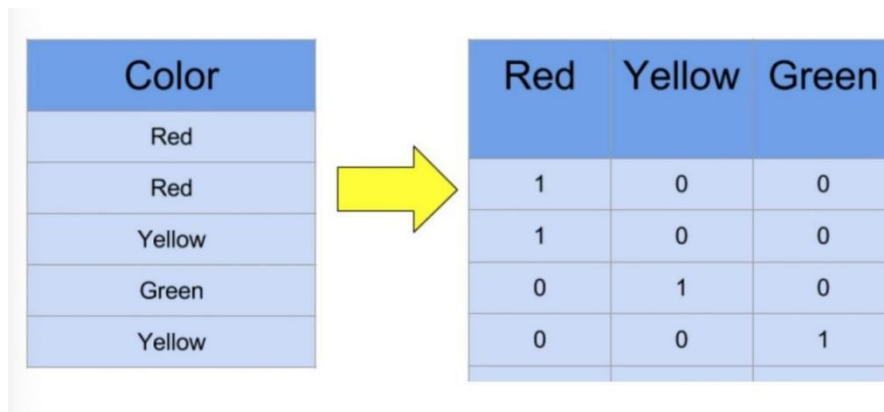 Color
Red
Red
Yellow
Green
Yellow
Red Yellow Green
1 0 0
1 0 0
0 1 0
0 0 1